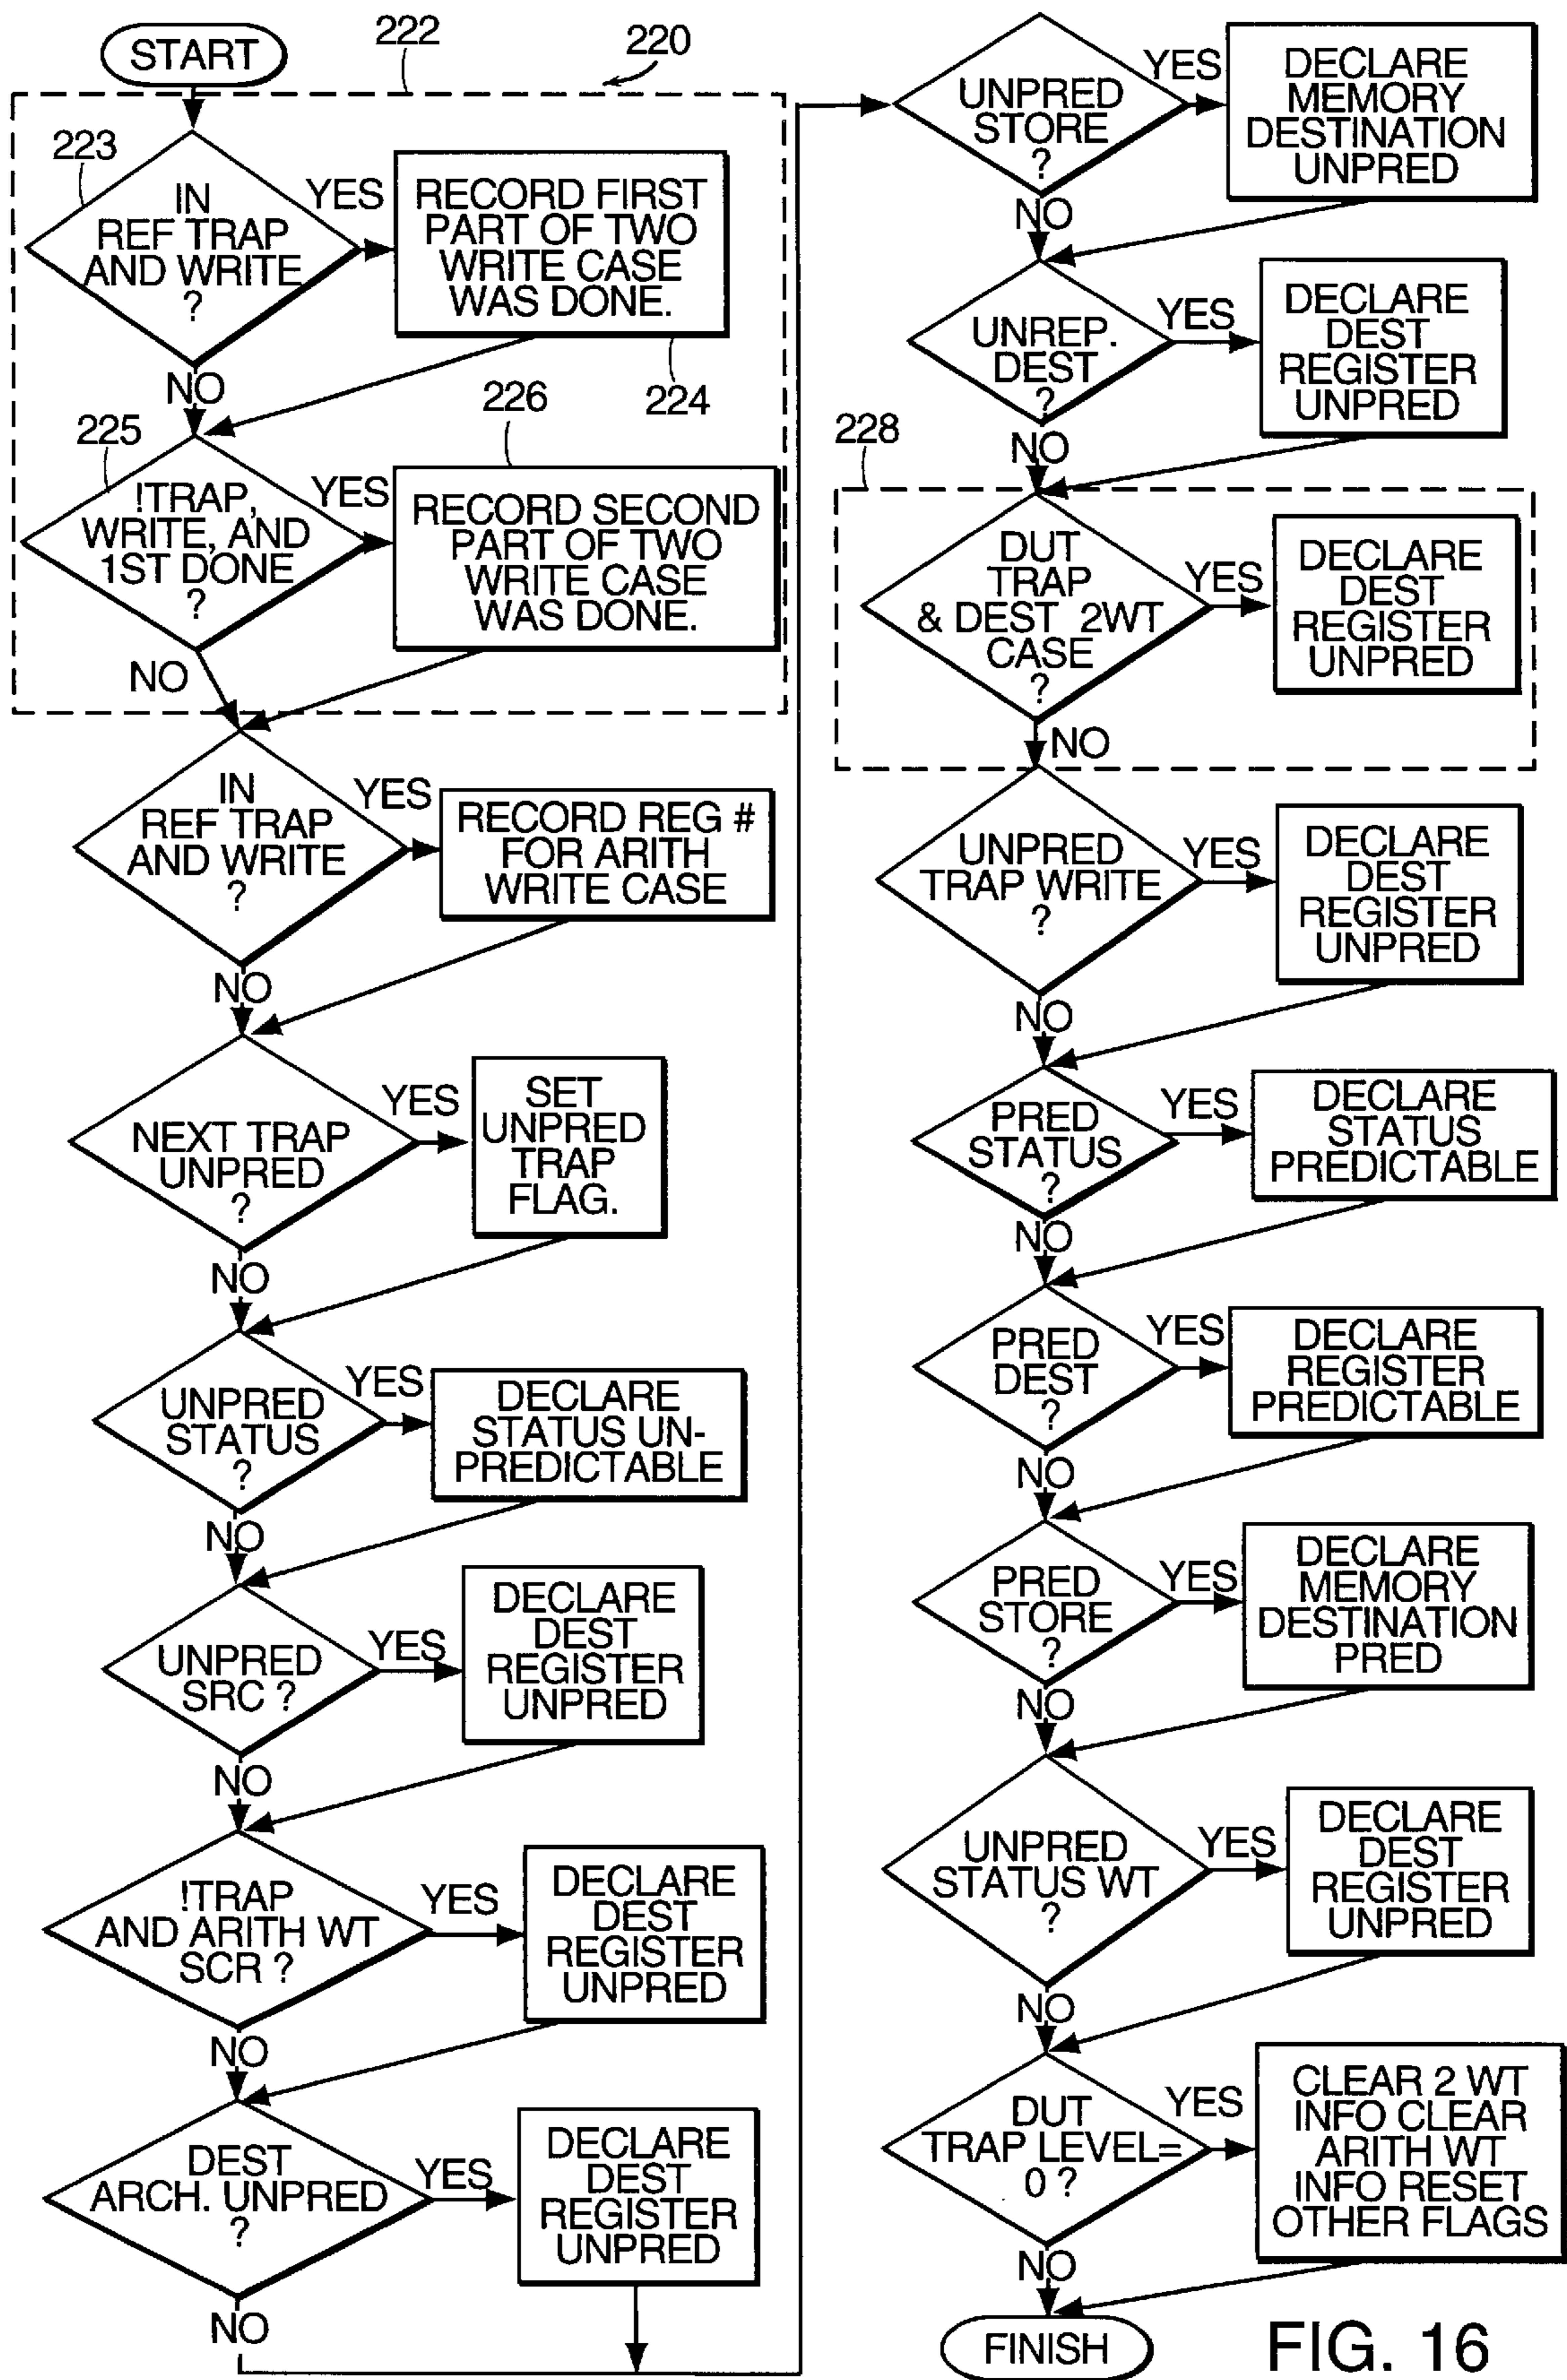 START
222
220
223
IN
REF TRAP
AND WRITE
?
YES
RECORD FIRST
PART OF TWO
WRITE CASE
WAS DONE.
NO
224
225
226
!TRAP,
WRITE, AND
1ST DONE
?
YES
RECORD SECOND
PART OF TWO
WRITE CASE
WAS DONE.
NO
IN
REF TRAP
AND WRITE
?
YES
RECORD REG #
FOR ARITH
WRITE CASE
NO
NEXT TRAP
UNPRED
?
YES
SET
UNPRED
TRAP
FLAG.
NO
UNPRED
STATUS
?
YES
DECLARE
STATUS UN-
PREDICTABLE
NO
UNPRED
SRC ?
YES
DECLARE
DEST
REGISTER
UNPRED
NO
!TRAP
AND ARITH WT
SCR ?
YES
DECLARE
DEST
REGISTER
UNPRED
NO
DEST
ARCH. UNPRED
?
YES
DECLARE
DEST
REGISTER
UNPRED
NO
UNPRED
STORE
?
YES
DECLARE
MEMORY
DESTINATION
UNPRED
NO
UNREP.
DEST
?
YES
DECLARE
DEST
REGISTER
UNPRED
NO
228
DUT
TRAP
& DEST 2WT
CASE
?
YES
DECLARE
DEST
REGISTER
UNPRED
NO
UNPRED
TRAP WRITE
?
YES
DECLARE
DEST
REGISTER
UNPRED
NO
PRED
STATUS
?
YES
DECLARE
STATUS
PREDICTABLE
NO
PRED
DEST
?
YES
DECLARE
REGISTER
PREDICTABLE
NO
PRED
STORE
?
YES
DECLARE
MEMORY
DESTINATION
PRED
NO
UNPRED
STATUS WT
?
YES
DECLARE
DEST
REGISTER
UNPRED
NO
DUT
TRAP LEVEL=
0 ?
YES
CLEAR 2 WT
INFO CLEAR
ARITH WT
INFO RESET
OTHER FLAGS
NO
FINISH
FIG. 16